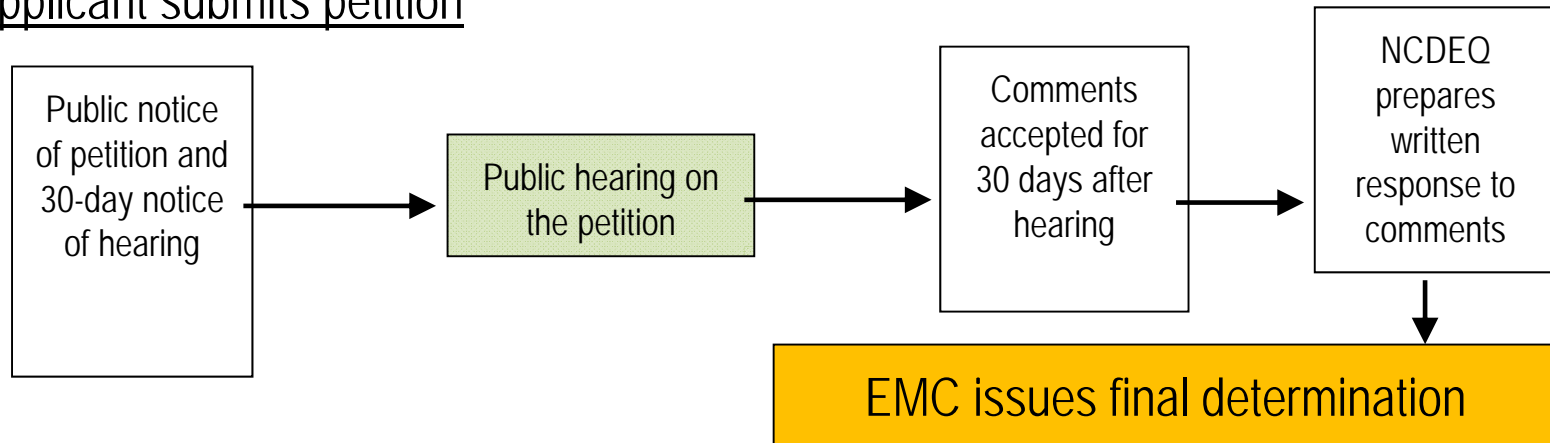 pplicant submits petition
Public notice
of petition and
30-day notice
of hearing
Public hearing on
the petition
Comments
accepted for
30 days after
hearing
NCDEQ
prepares
written
response to
comments
EMC issues final determination